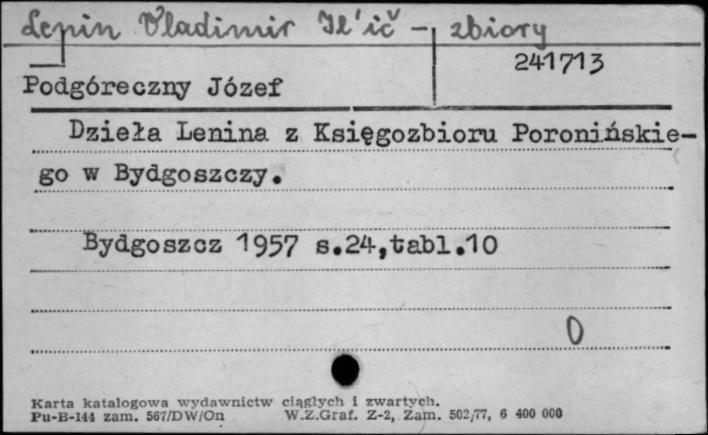 Lenin Vladimir Il'ič - zbiory
241713
Podgóreczny Józef
Dzieła Lenina z Księgozbioru Poronińskie-
go w Bydgoszczy.
Bydgoszcz 1957 s.24,tabl.10
0
Karta katalogowa wydawnictw ciągłych i zwartych.
Pu-B-144 zam. 567/DW/On W.Z.Graf. Z-2, Zam. 502/77, 6 400 000